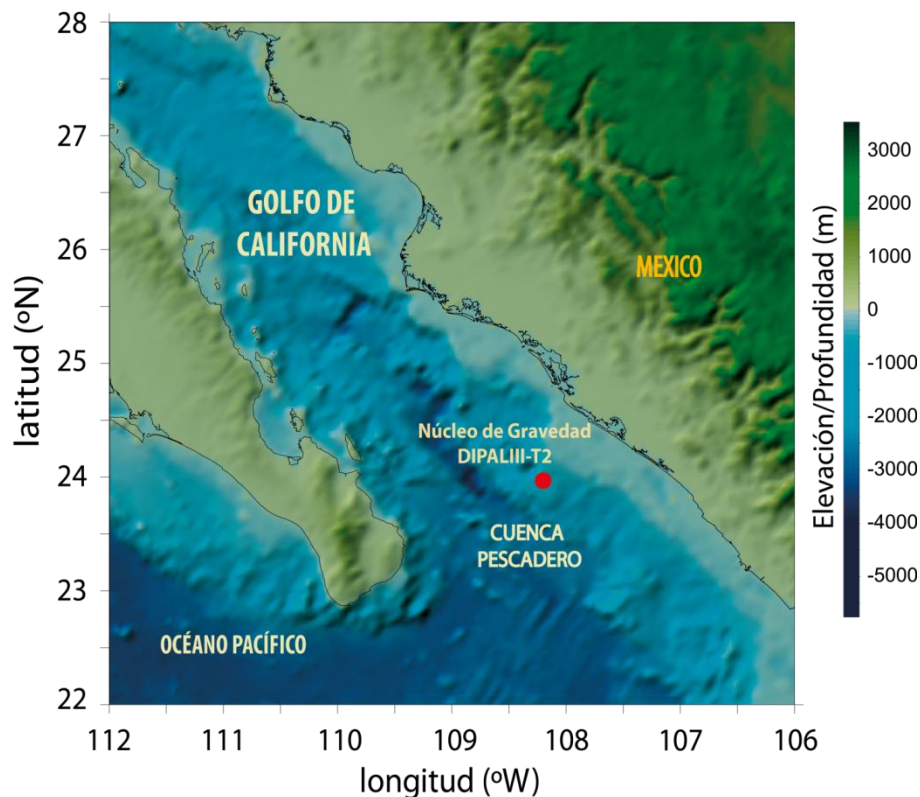 28
27
26
25
24
23
22
latitud (ºN)
GOLFO DE
CALIFORNIA
MEXICO
Núcleo de Gravedad
DIPALIII-T2
CUENCA
PESCADERO
OCÉANO PACÍFICO
112
111
110
109
108
107
106
longitud (ºW)
3000
2000
1000
0
-1000
-2000
-3000
-4000
-5000
Elevación/Profundidad (m)